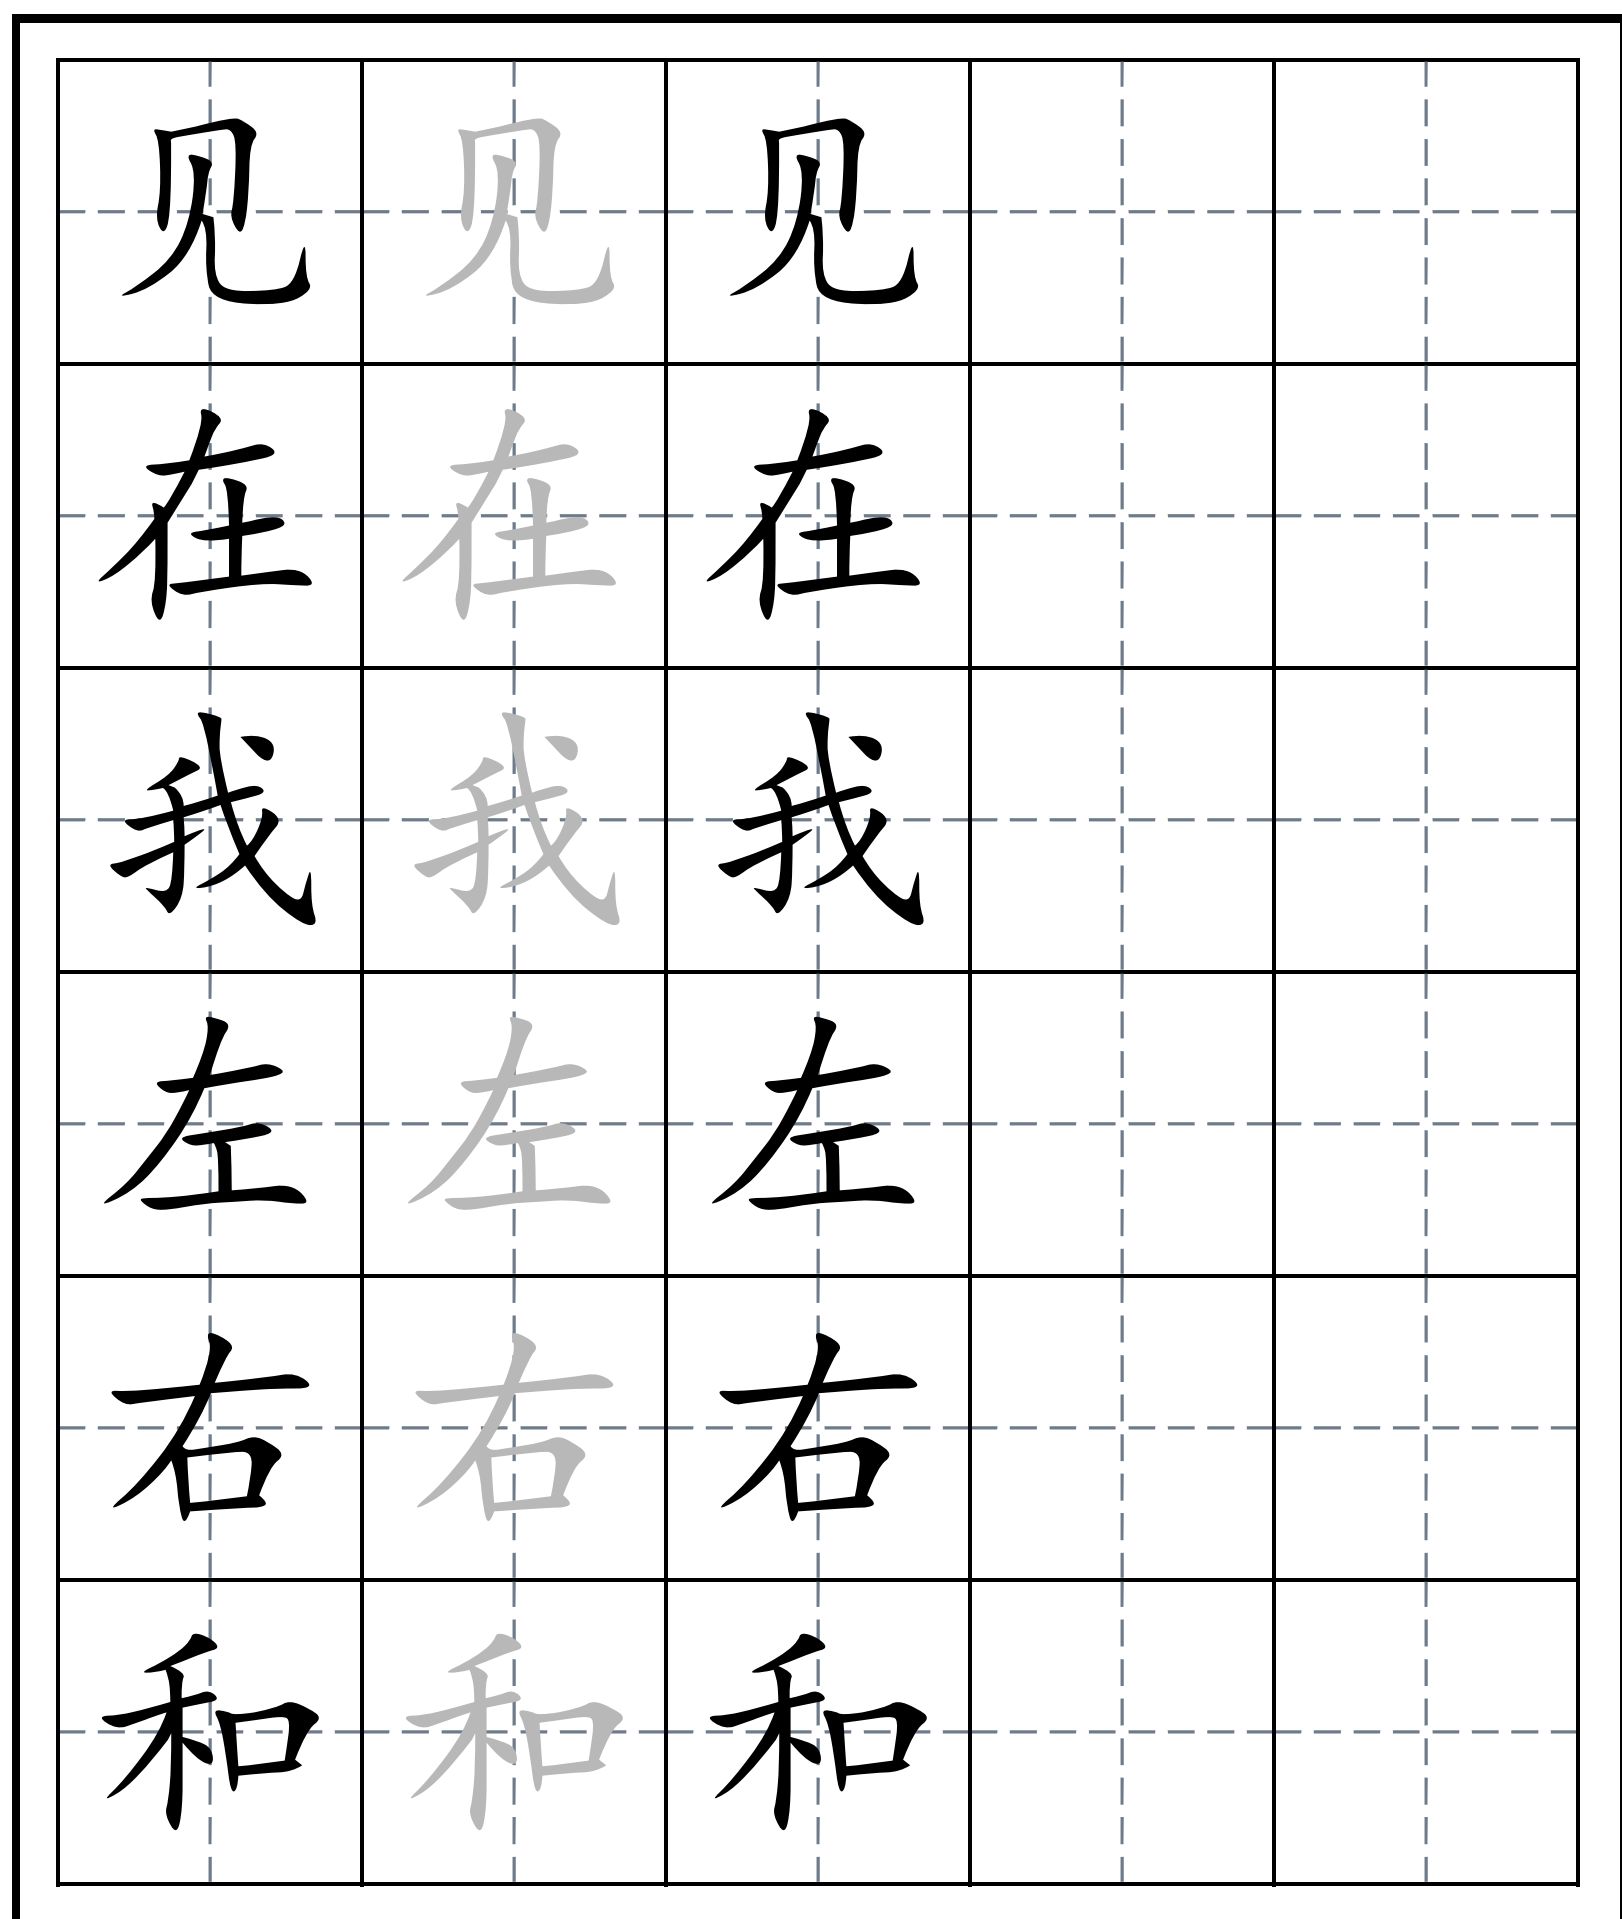 见 见 见
在 在 在
我 我 我
左 左 左
右 右 右
和 和 和